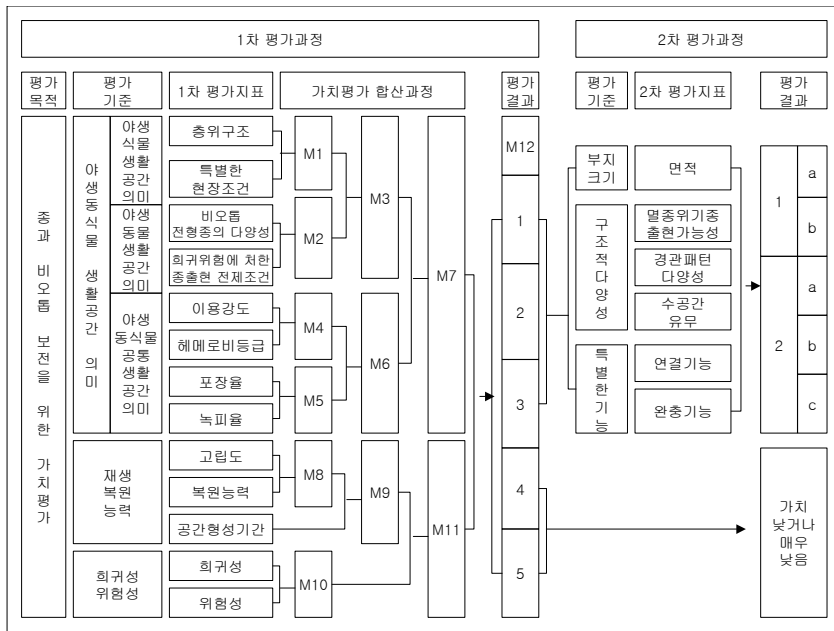 1차 평가과정
2차 평가과정
평가
목적
평가
기준
1차 평가지표
가치평가 합산과정
평가
결과
평가
기준
2차 평가지표
평가
결과
종과 비오톱 보전을 위한 가치평가
야생동식물 생활공간 의미
야생
식물
생활
공간
의미
야생
동물
생활
공간
의미
야생
동식물
공통
생활
공간
의미
재생
복원
능력
희귀성
위험성
층위구조
특별한
현장조건
비오톱
전형종의 다양성
희귀위험에 처한
종출현 전제조건
이용강도
헤메로비등급
포장율
녹피율
고립도
복원능력
공간형성기간
희귀성
위험성
M1
M2
M4
M5
M8
M10
M3
M6
M9
M7
M11
M12
1
2
3
4
5
부지
크기
구조적다양성
특별한기능
면적
멸종위기종
출현가능성
경관패턴
다양성
수공간
유무
연결기능
완충기능
1
a
b
2
a
b
c
가치
낮거나
매우
낮음